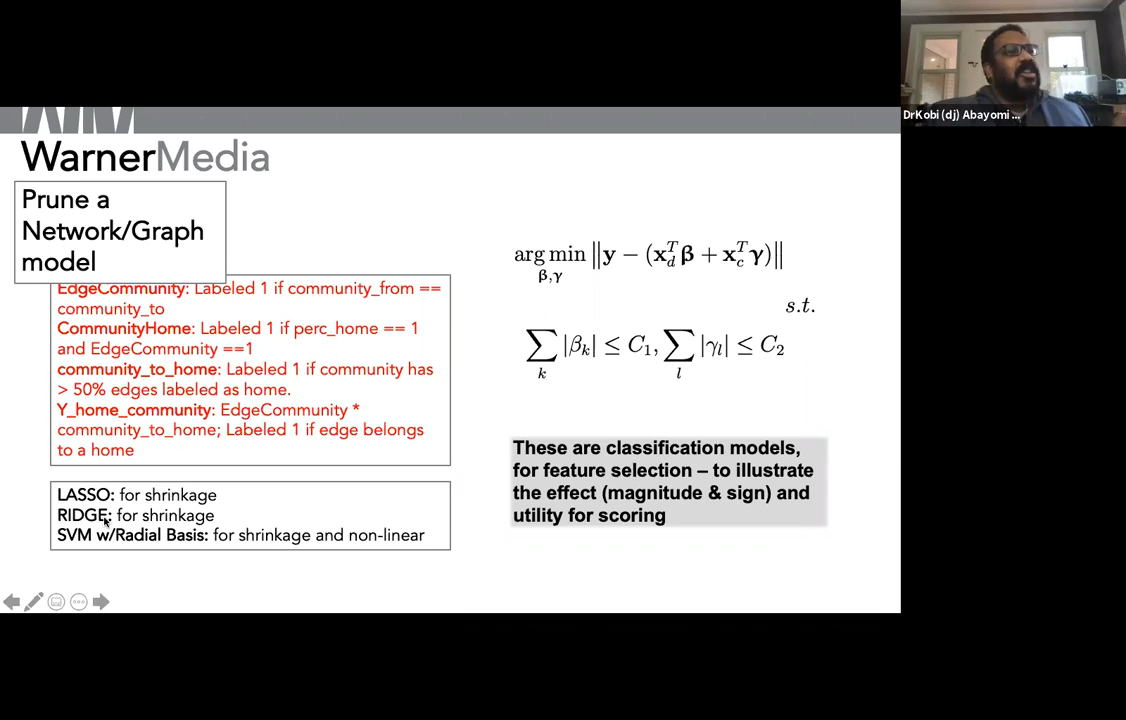 DrKobi (dj) Abayomi ...
WarnerMedia
Prune a
Network/Graph
model
EdgeCommunity: Labeled 1 if community_from ==
community_to
CommunityHome: Labeled 1 if perc_home == 1
and EdgeCommunity ==1
community_to_home: Labeled 1 if community has
> 50% edges labeled as home.
Y_home_community: EdgeCommunity *
community_to_home; Labeled 1 if edge belongs
to a home
LASSO: for shrinkage
RIDGE: for shrinkage
SVM w/Radial Basis: for shrinkage and non-linear
arg min ‖y − (x_d^T β + x_c^T γ)‖
β,γ
s.t.
∑_k |β_k| ≤ C_1, ∑_l |γ_l| ≤ C_2
These are classification models,
for feature selection – to illustrate
the effect (magnitude & sign) and
utility for scoring